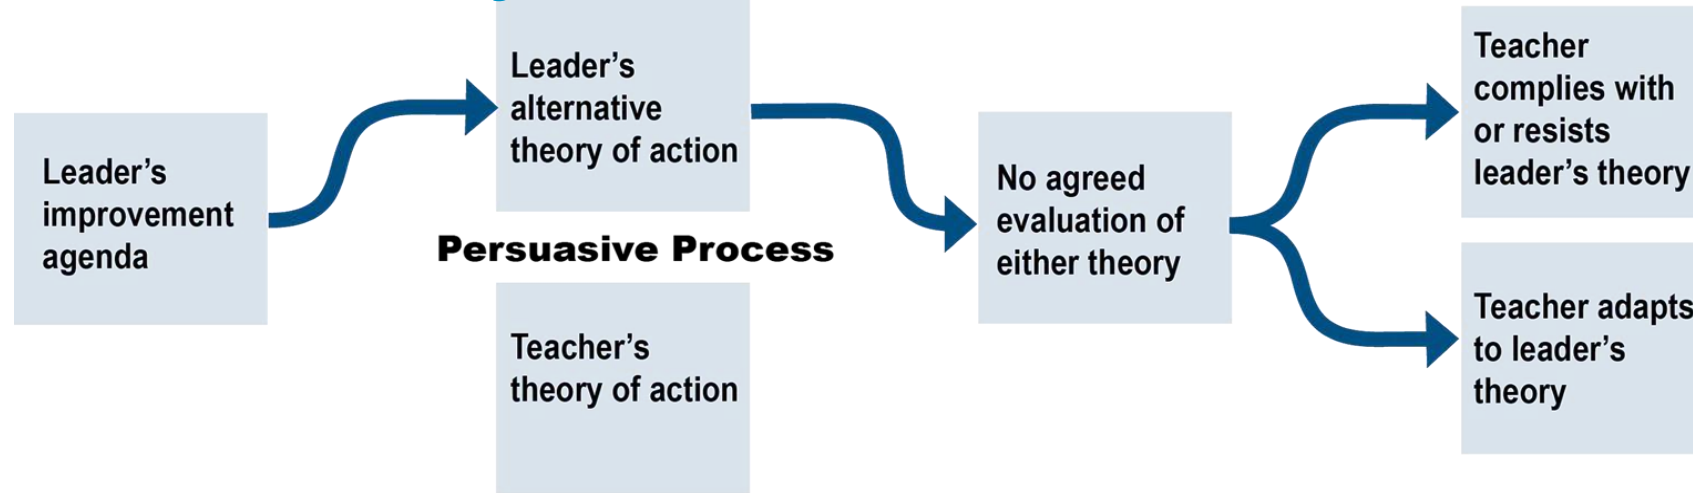 Leader's
improvement
agenda
Leader's
alternative
theory of action
Persuasive Process
Teacher's
theory of action
No agreed
evaluation of
either theory
Teacher
complies with
or resists
leader's theory
Teacher adapts
to leader's
theory